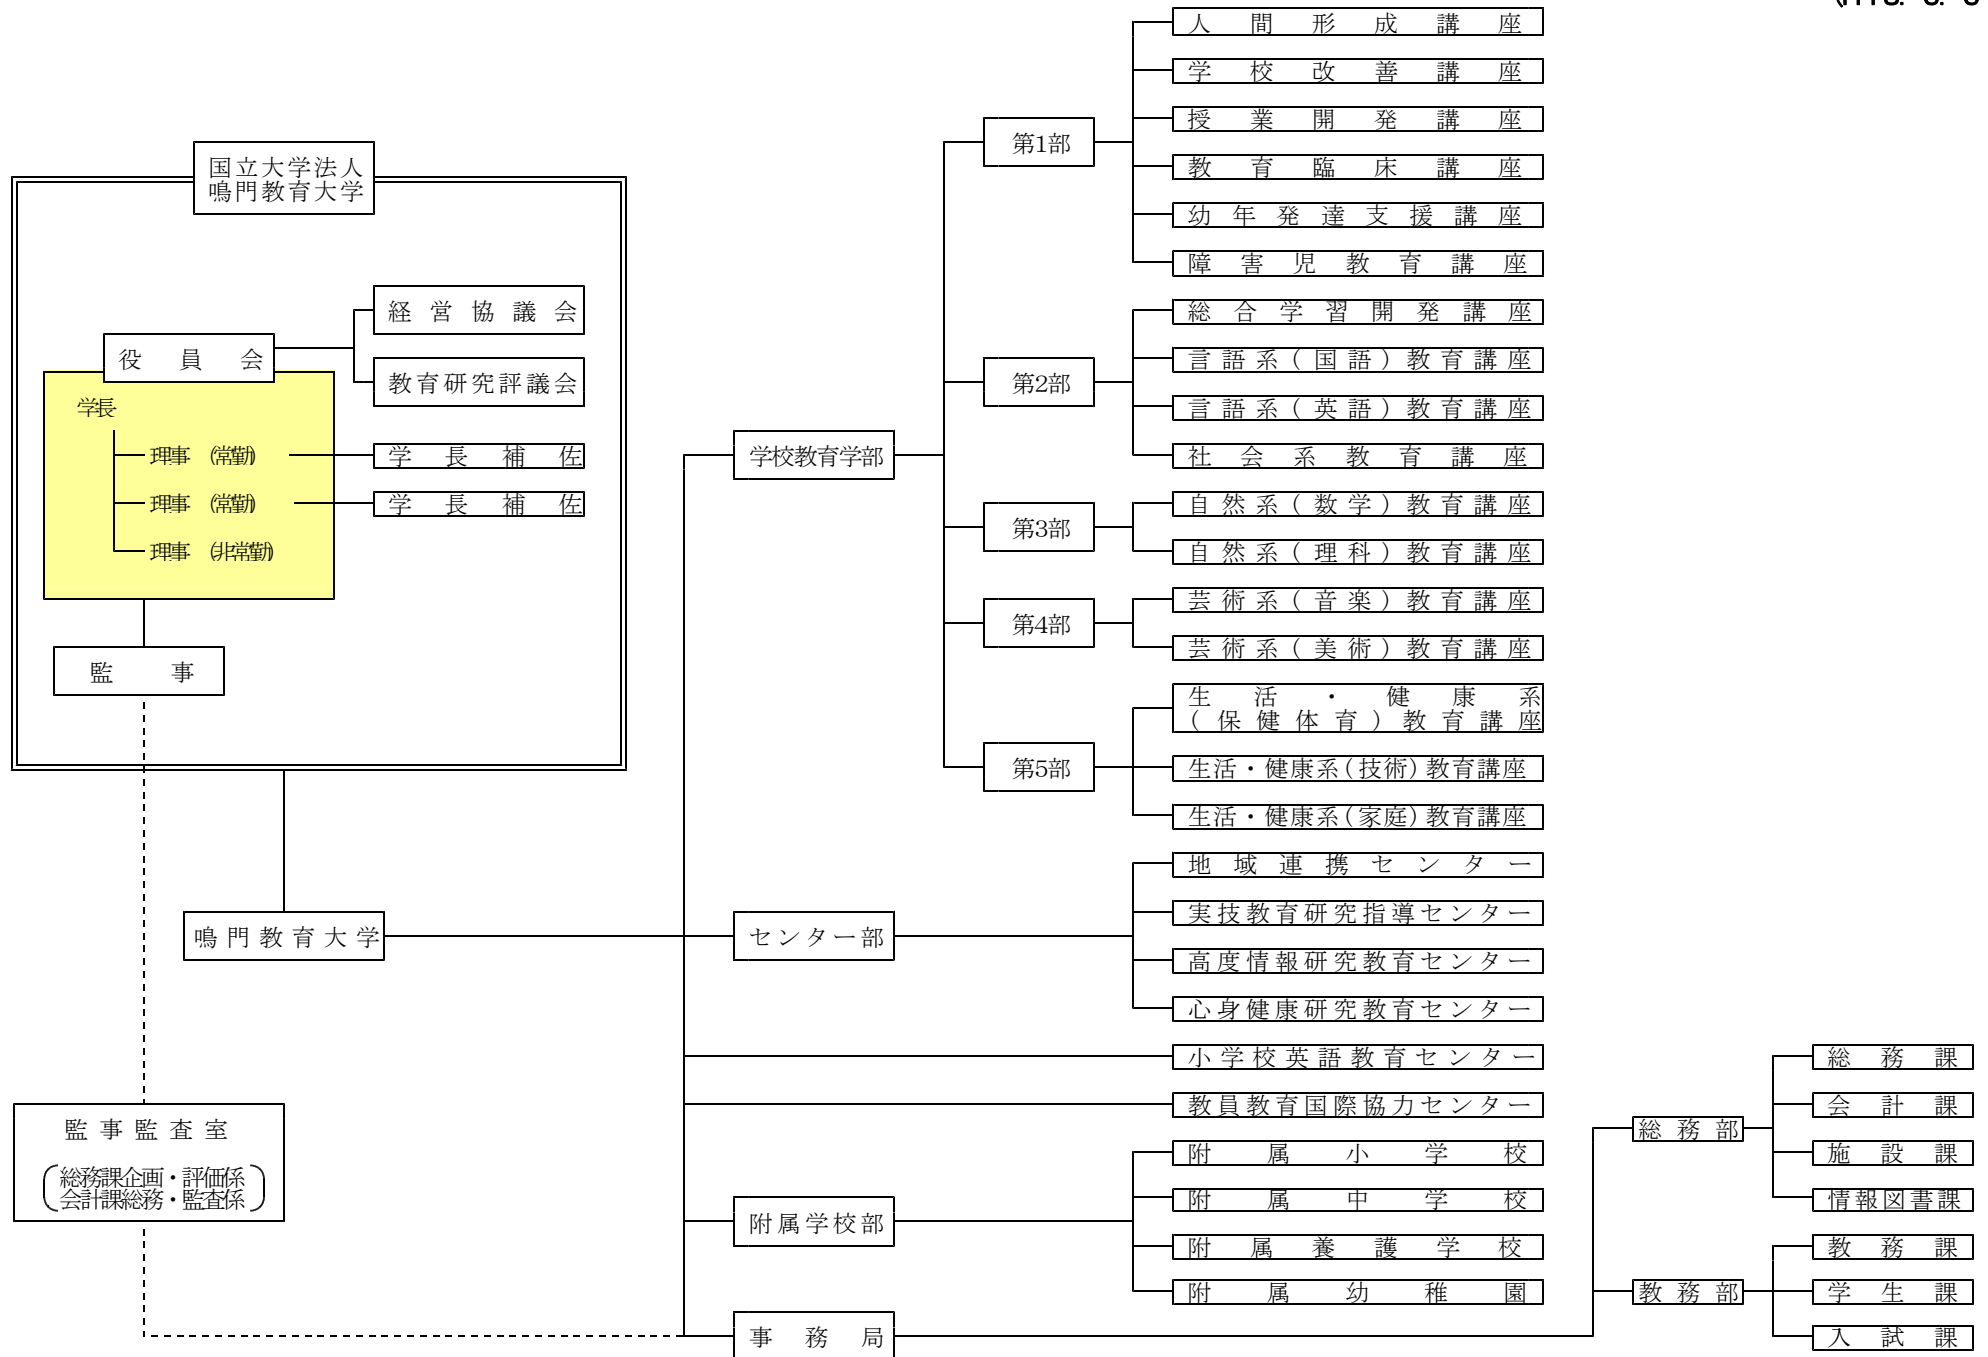 国立大学法人
鳴門教育大学
経営協議会
役員会
教育研究評議会
学長
理事 (常勤)
学長補佐
理事 (常勤)
学長補佐
理事 (非常勤)
監事
鳴門教育大学
監事監査室
総務課企画・評価係
会計課総務・監査係
学校教育学部
第1部
人間形成講座
学校改善講座
授業開発講座
教育臨床講座
幼年発達支援講座
障害児教育講座
第2部
総合学習開発講座
言語系(国語)教育講座
言語系(英語)教育講座
社会系教育講座
第3部
自然系(数学)教育講座
自然系(理科)教育講座
第4部
芸術系(音楽)教育講座
芸術系(美術)教育講座
第5部
生活・健康系
(保健体育)教育講座
生活・健康系(技術)教育講座
生活・健康系(家庭)教育講座
センター部
地域連携センター
実技教育研究指導センター
高度情報研究教育センター
心身健康研究教育センター
小学校英語教育センター
教員教育国際協力センター
附属学校部
附属小学校
附属中学校
附属養護学校
附属幼稚園
事務局
総務部
総務課
会計課
施設課
情報図書課
教務部
教務課
学生課
入試課